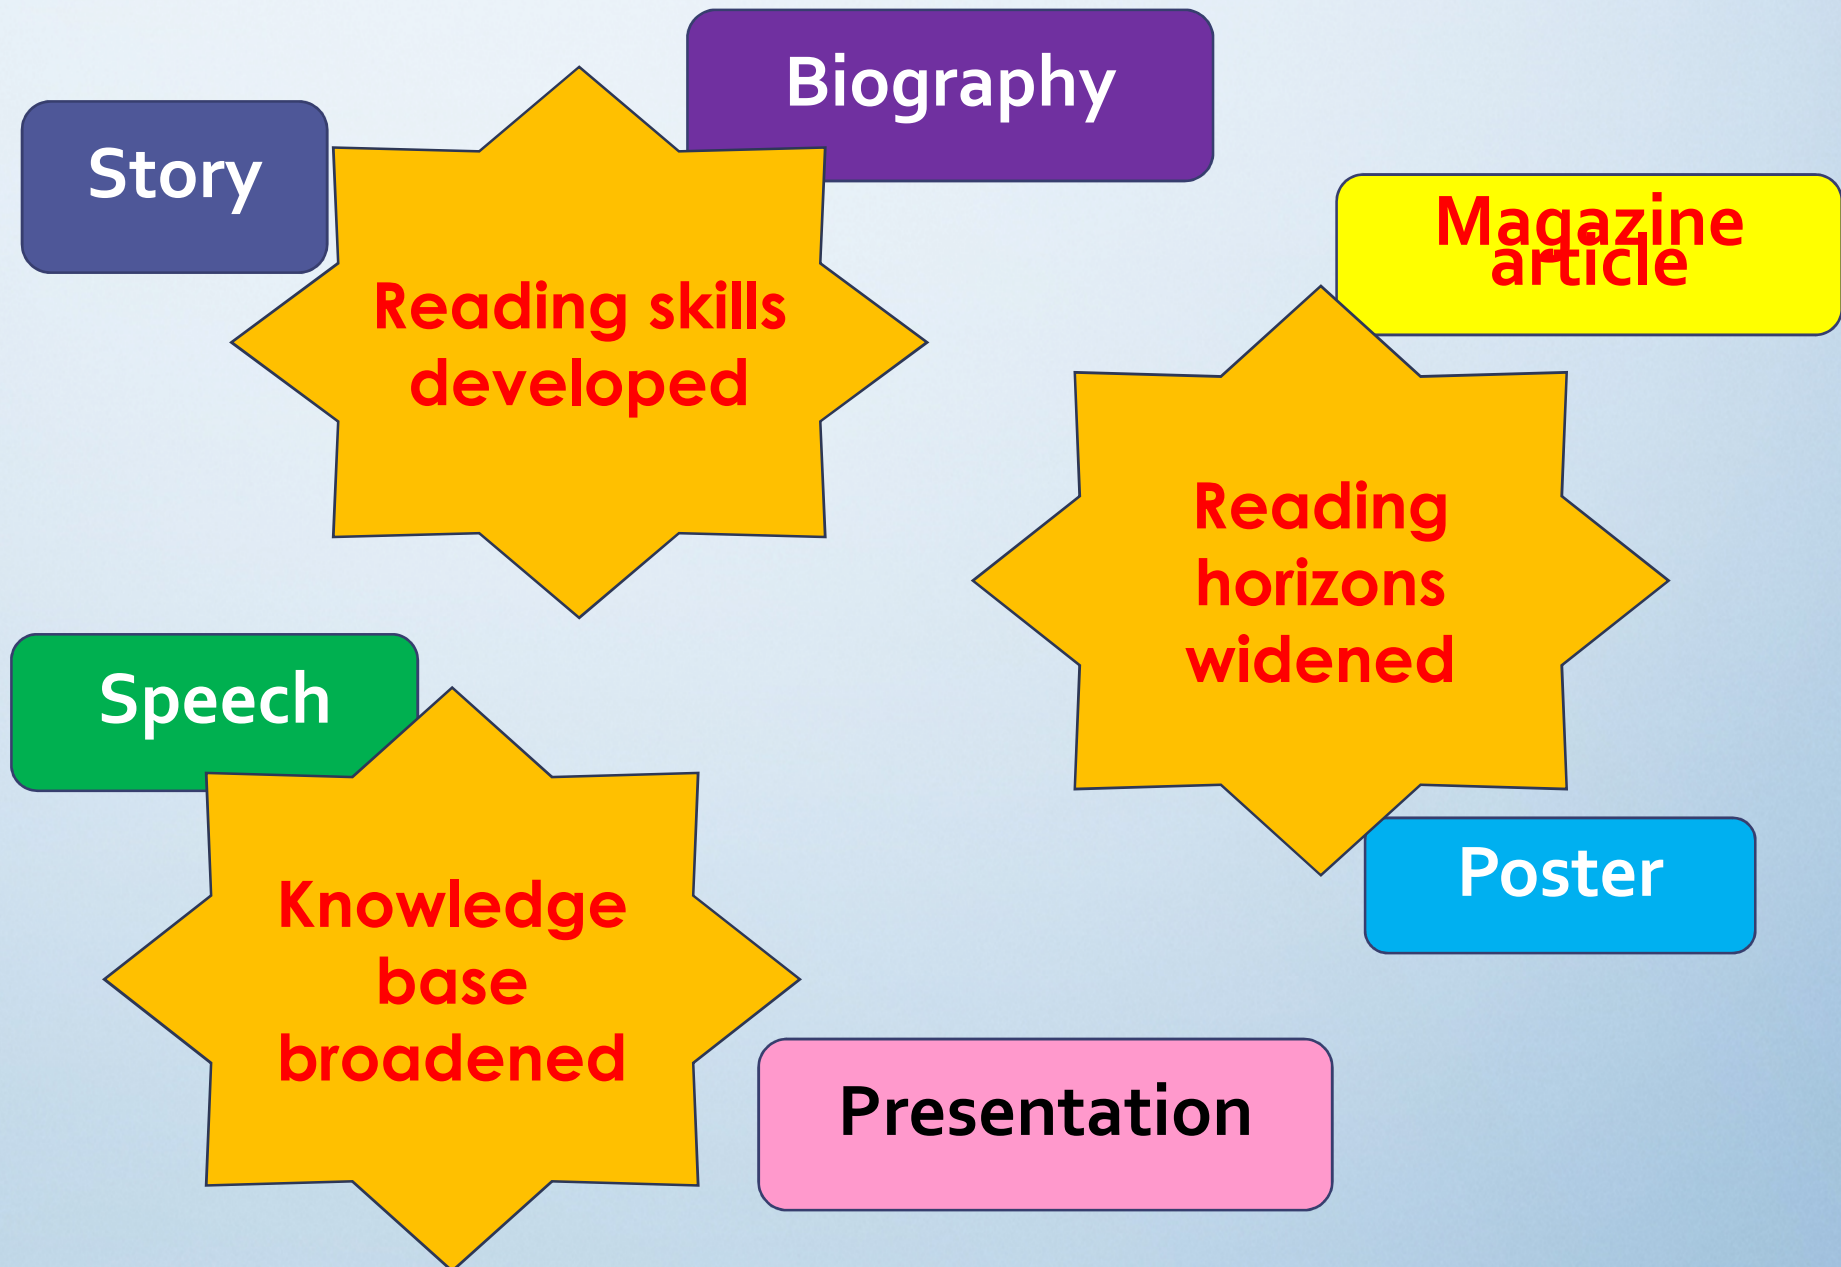 Biography
Story
Magazine
article
Reading skills
developed
Reading
horizons
widened
Speech
Poster
Knowledge
base
broadened
Presentation